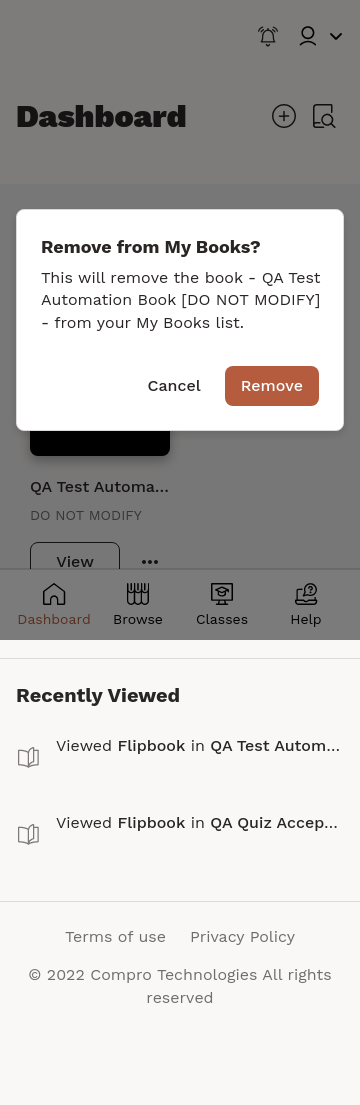 Dashboard
Remove from My Books?
This will remove the book - QA Test
Automation Book [DO NOT MODIFY]
- from your My Books list.
Cancel
Remove
QA Test Automa...
DO NOT MODIFY
View
Dashboard
Browse
Classes
Help
Recently Viewed
Viewed Flipbook in QA Test Autom...
Viewed Flipbook in QA Quiz Accep...
Terms of use
Privacy Policy
© 2022 Compro Technologies All rights
reserved